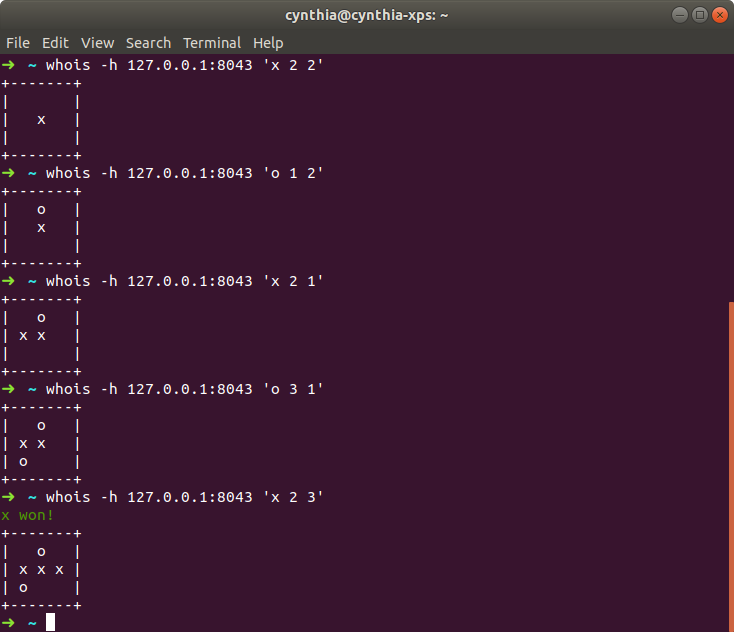 cynthia@cynthia-xps: ~
File Edit View Search Terminal Help
➜  ~ whois -h 127.0.0.1:8043 'x 2 2'
+-------+
|       |
|   x   |
|       |
+-------+
➜  ~ whois -h 127.0.0.1:8043 'o 1 2'
+-------+
|   o   |
|   x   |
|       |
+-------+
➜  ~ whois -h 127.0.0.1:8043 'x 2 1'
+-------+
|   o   |
| x x   |
|       |
+-------+
➜  ~ whois -h 127.0.0.1:8043 'o 3 1'
+-------+
|   o   |
| x x   |
| o     |
+-------+
➜  ~ whois -h 127.0.0.1:8043 'x 2 3'
x won!
+-------+
|   o   |
| x x x |
| o     |
+-------+
➜  ~